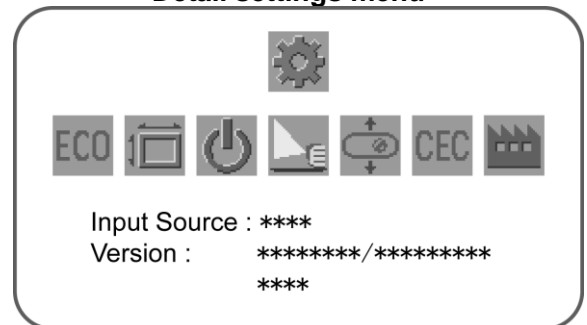 Detail settings menu
ECO CEC
Input Source : ****
Version : ********/*********
****